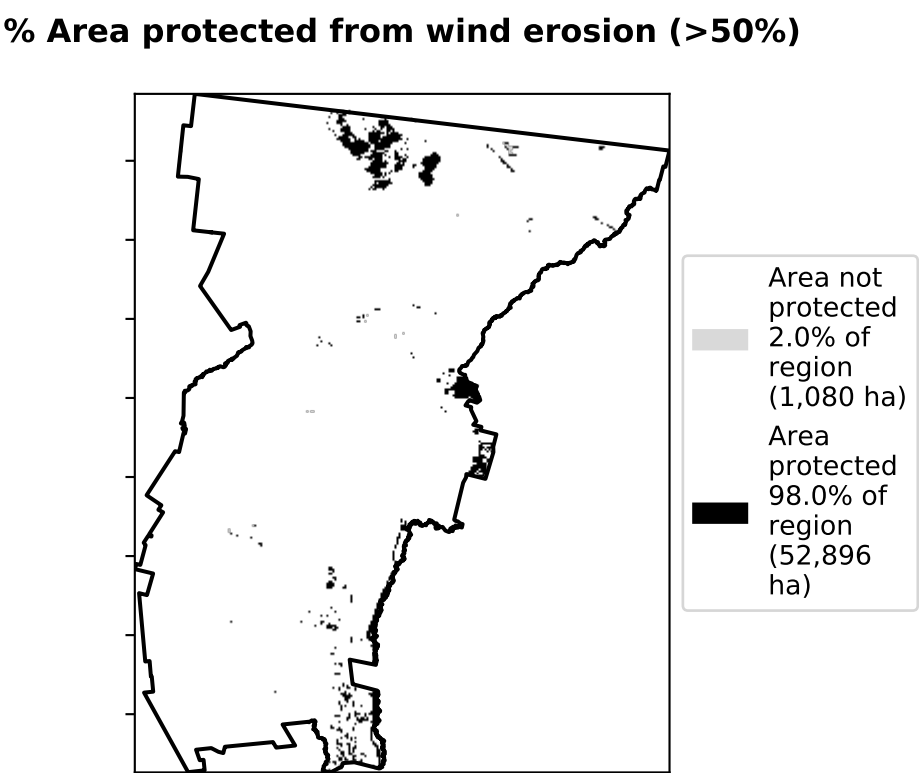 % Area protected from wind erosion (>50%)
Area not
protected
2.0% of
region
(1,080 ha)
Area
protected
98.0% of
region
(52,896
ha)